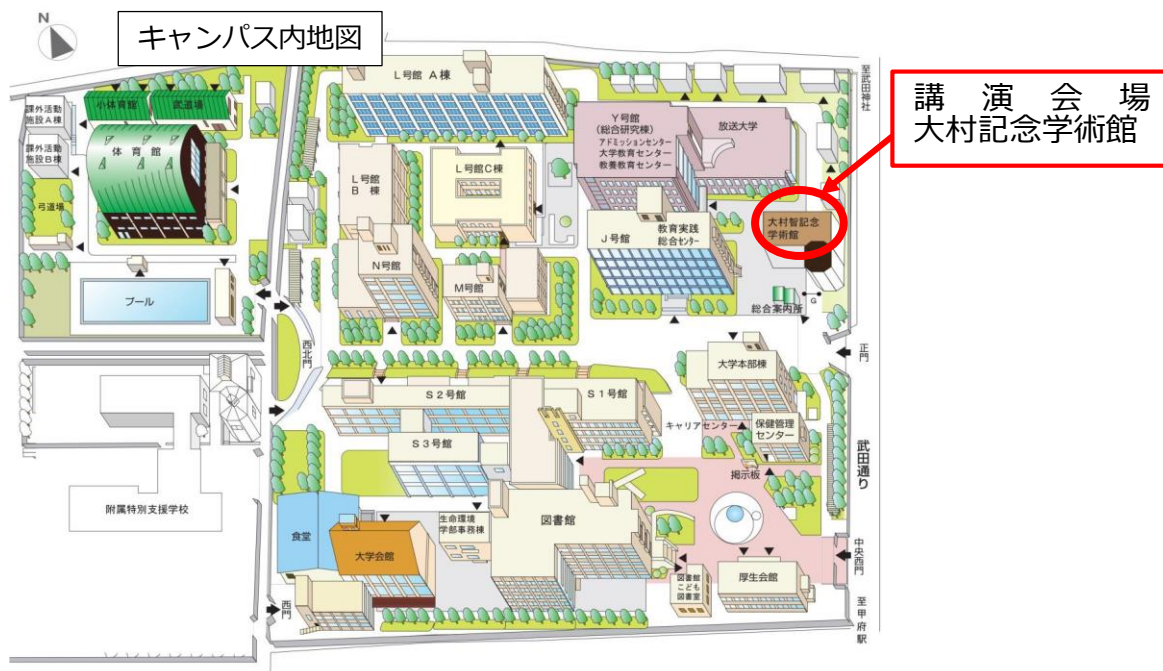 N
キャンパス内地図
講演会場
大村記念学術館
至武田神社
L号館 A棟
小体育館
武道場
課外活動
施設A棟
課外活動
施設B棟
体育館
弓道場
プール
L号館
B棟
L号館C棟
Y号館
(総合研究棟)
アドミッションセンター
大学教育センター
教養教育センター
放送大学
J号館
教育実践
総合センター
大村智記念
学術館
N号館
M号館
総合案内所
G
西北門
正門
大学本部棟
S2号館
S1号館
キャリアセンター
保健管理
センター
S3号館
掲示板
武田通り
附属特別支援学校
食堂
大学会館
生命環境
学部事務棟
図書館
中央西門
図書館
こども
図書室
厚生会館
西門
至甲府駅